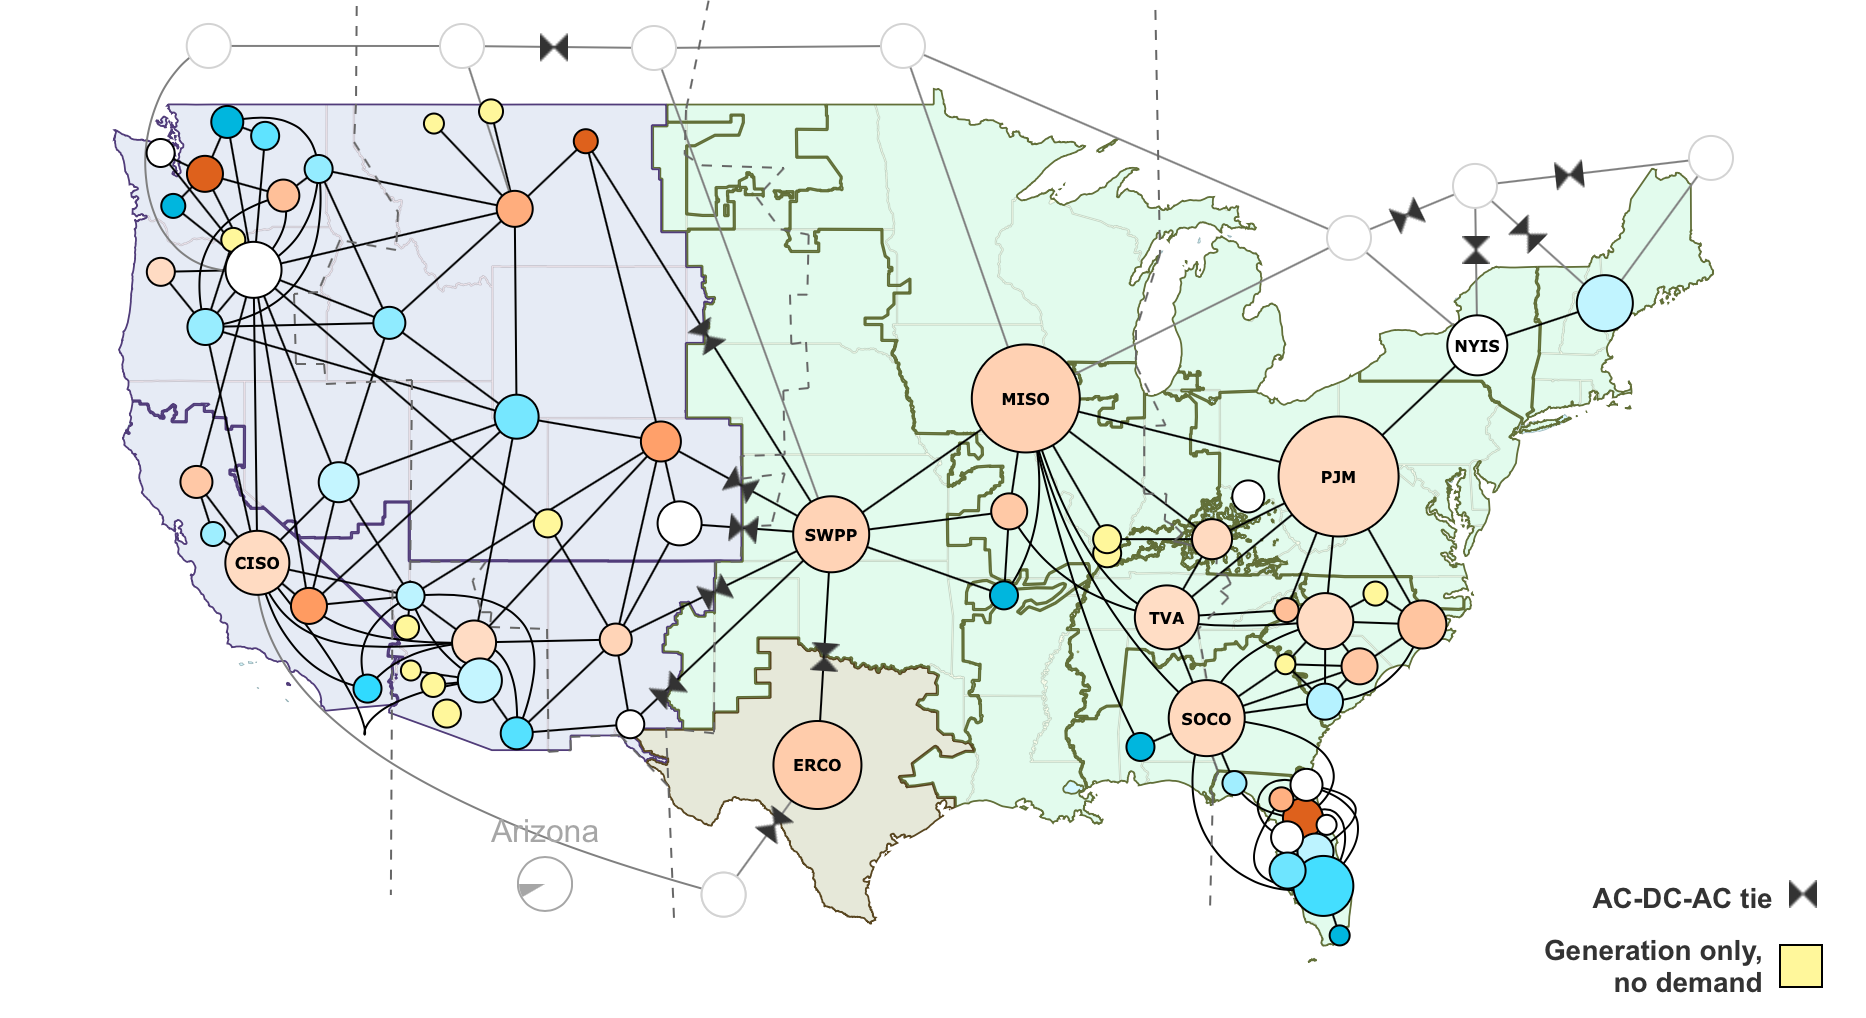 NYIS
MISO
PJM
SWPP
CISO
TVA
SOCO
ERCO
Arizona
AC-DC-AC tie
Generation only,
no demand